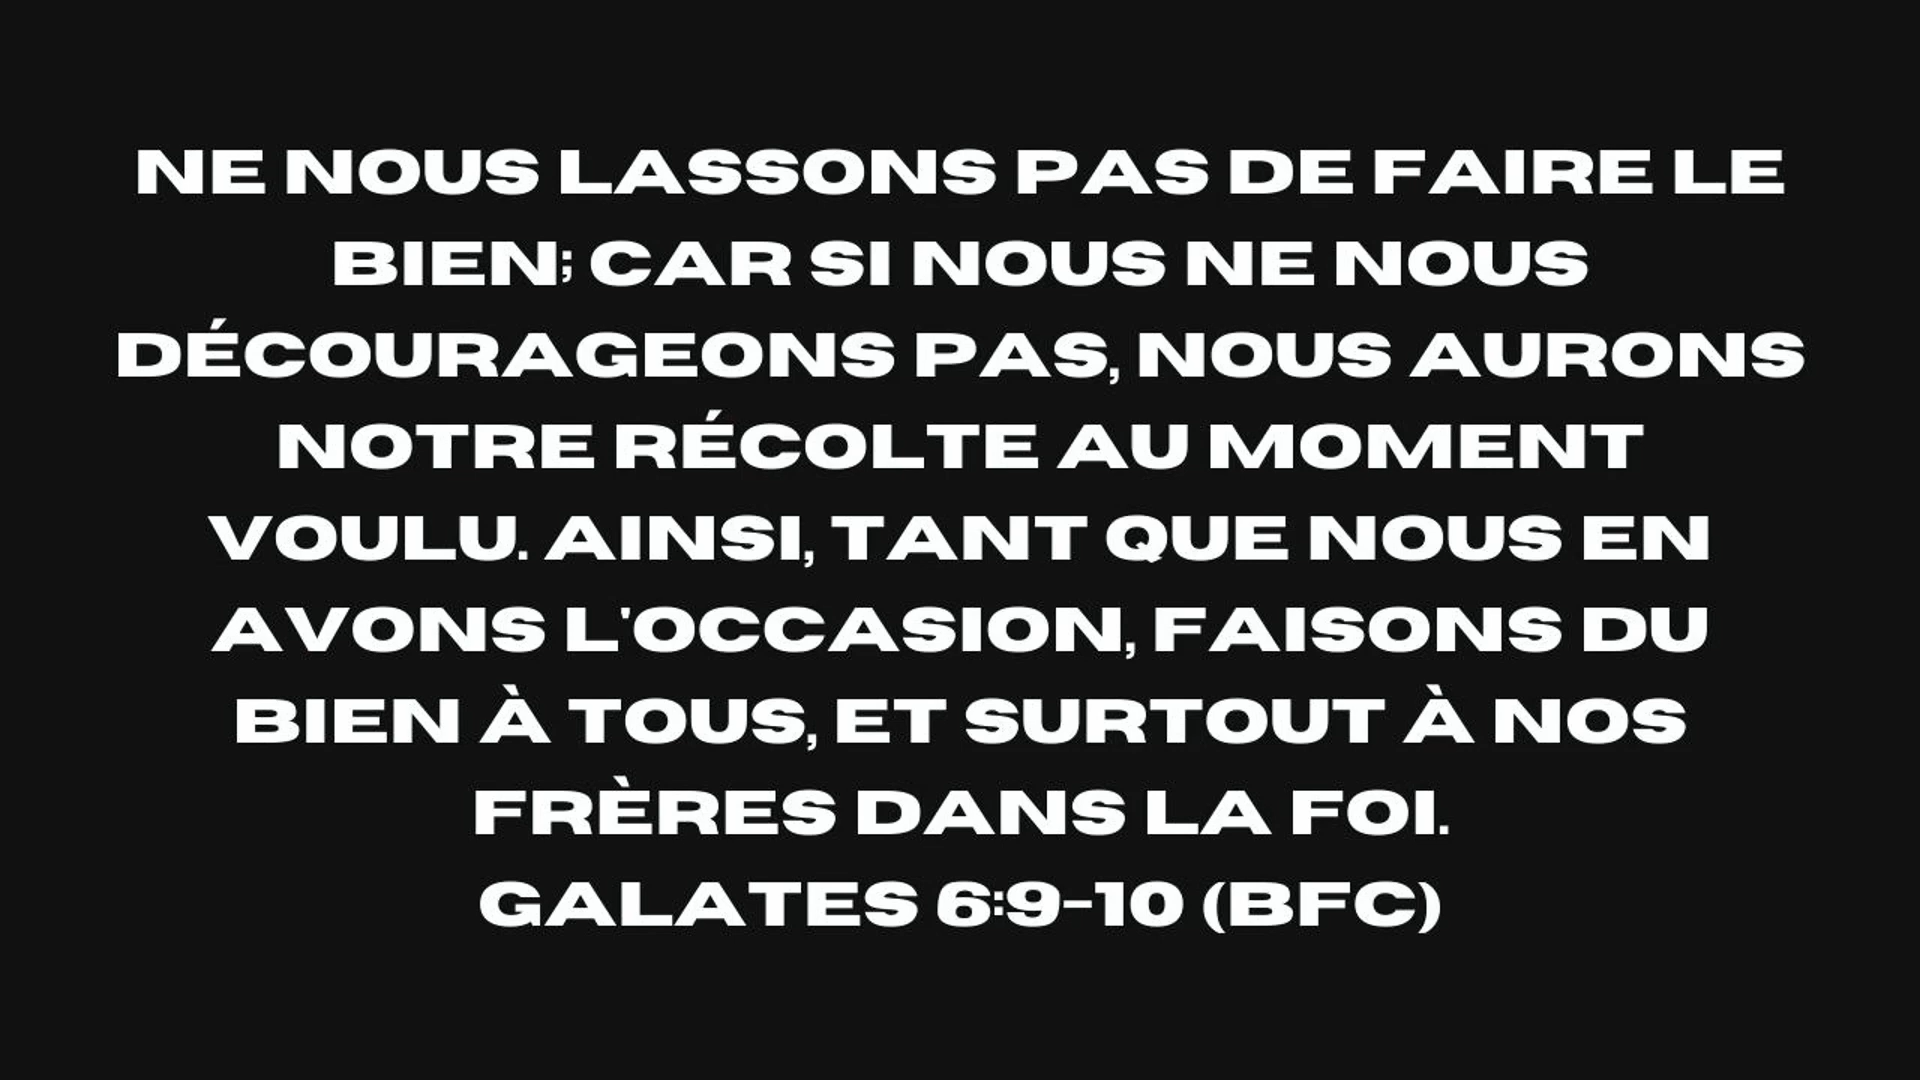 NE NOUS LASSONS PAS DE FAIRE LE
BIEN; CAR SI NOUS NE NOUS
DÉCOURAGEONS PAS, NOUS AURONS
NOTRE RÉCOLTE AU MOMENT
VOULU. AINSI, TANT QUE NOUS EN
AVONS L'OCCASION, FAISONS DU
BIEN À TOUS, ET SURTOUT À NOS
FRÈRES DANS LA FOI.
GALATES 6:9-10 (BFC)